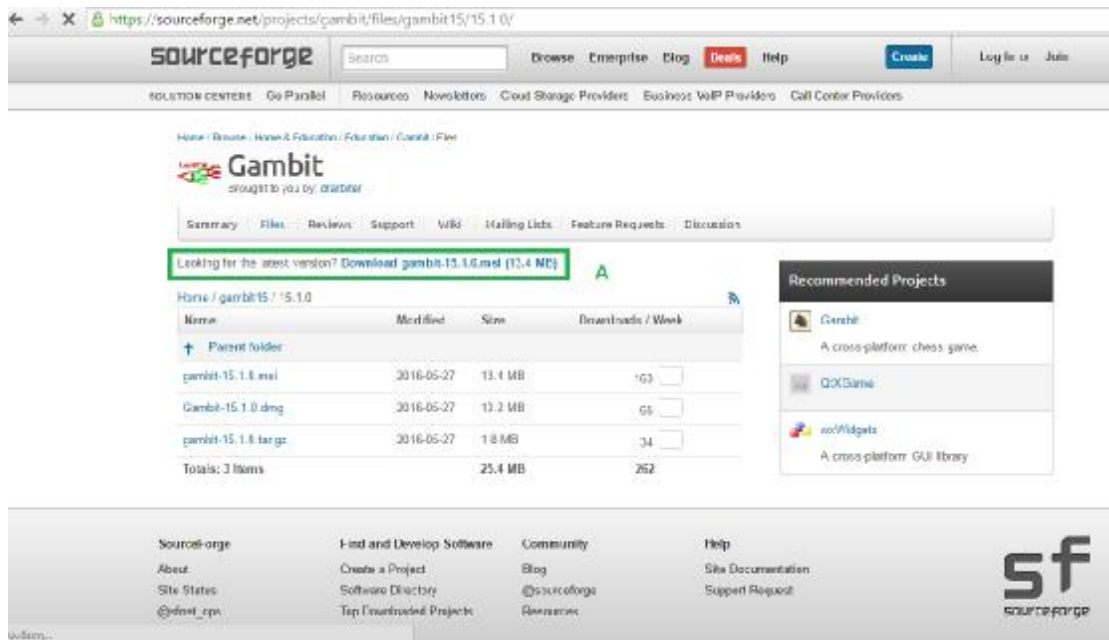 https://sourceforge.net/projects/gambit/files/gambit15/15.1.0/
sourceforge Search Browse Enterprise Blog Deals Help Create Log In or Join
SOLUTION CENTERS Go Parallel Resources Newsletters Cloud Storage Providers Business VoIP Providers Call Center Providers
Home / Browse / Home & Education / Education / Gambit / Files
Gambit
Brought to you by:
Summary Files Reviews Support Wiki Mailing Lists Feature Requests Discussion
Looking for the latest version? Download gambit-15.1.0.msi (13.4 MB)
A
Home / gambit15 / 15.1.0
Name Modified Size Downloads / Week
Parent folder
gambit-15.1.0.msi 2016-05-27 13.4 MB 163
Gambit-15.1.0.dmg 2016-05-27 10.2 MB 65
gambit-15.1.0.tar.gz 2016-05-27 1.8 MB 34
Totals: 3 Items 25.4 MB 262
Recommended Projects
Gambit
A cross-platform chess game.
QtXGame
wxWidgets
A cross-platform GUI library
SourceForge Find and Develop Software Community Help
About Create a Project Blog Site Documentation
Site Status Software Directory @sourceforge Support Request
@sfnet_ops Top Downloaded Projects Resources
sf
sourceforge